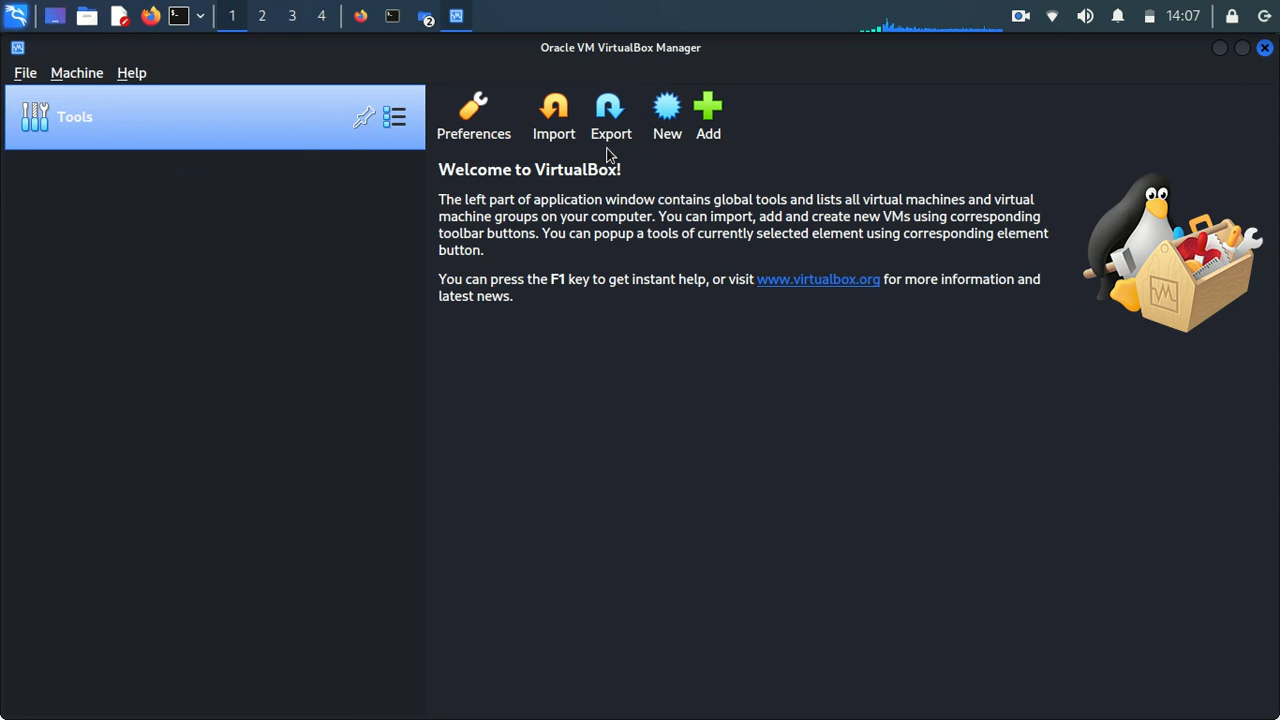 1 2 3 4 2 14:07
Oracle VM VirtualBox Manager
File Machine Help
Tools
Preferences Import Export New Add
Welcome to VirtualBox!
The left part of application window contains global tools and lists all virtual machines and virtual
machine groups on your computer. You can import, add and create new VMs using corresponding
toolbar buttons. You can popup a tools of currently selected element using corresponding element
button.
You can press the F1 key to get instant help, or visit www.virtualbox.org for more information and
latest news.